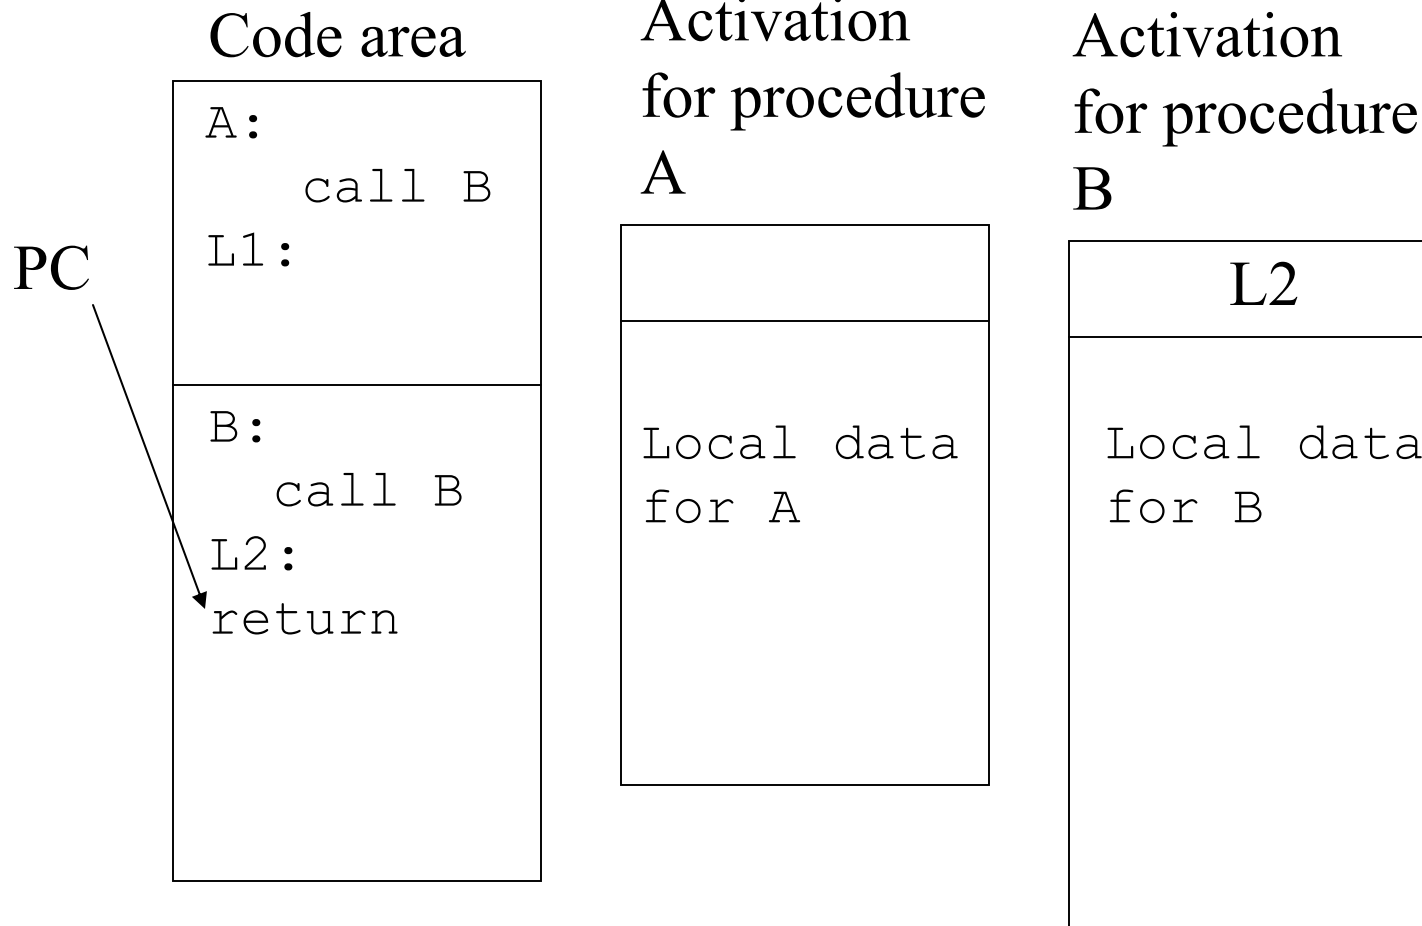 Code area
A:
call B
L1:
PC
B:
call B
L2:
return
Activation
for procedure
A
Local data
for A
Activation
for procedure
B
L2
Local data
for B